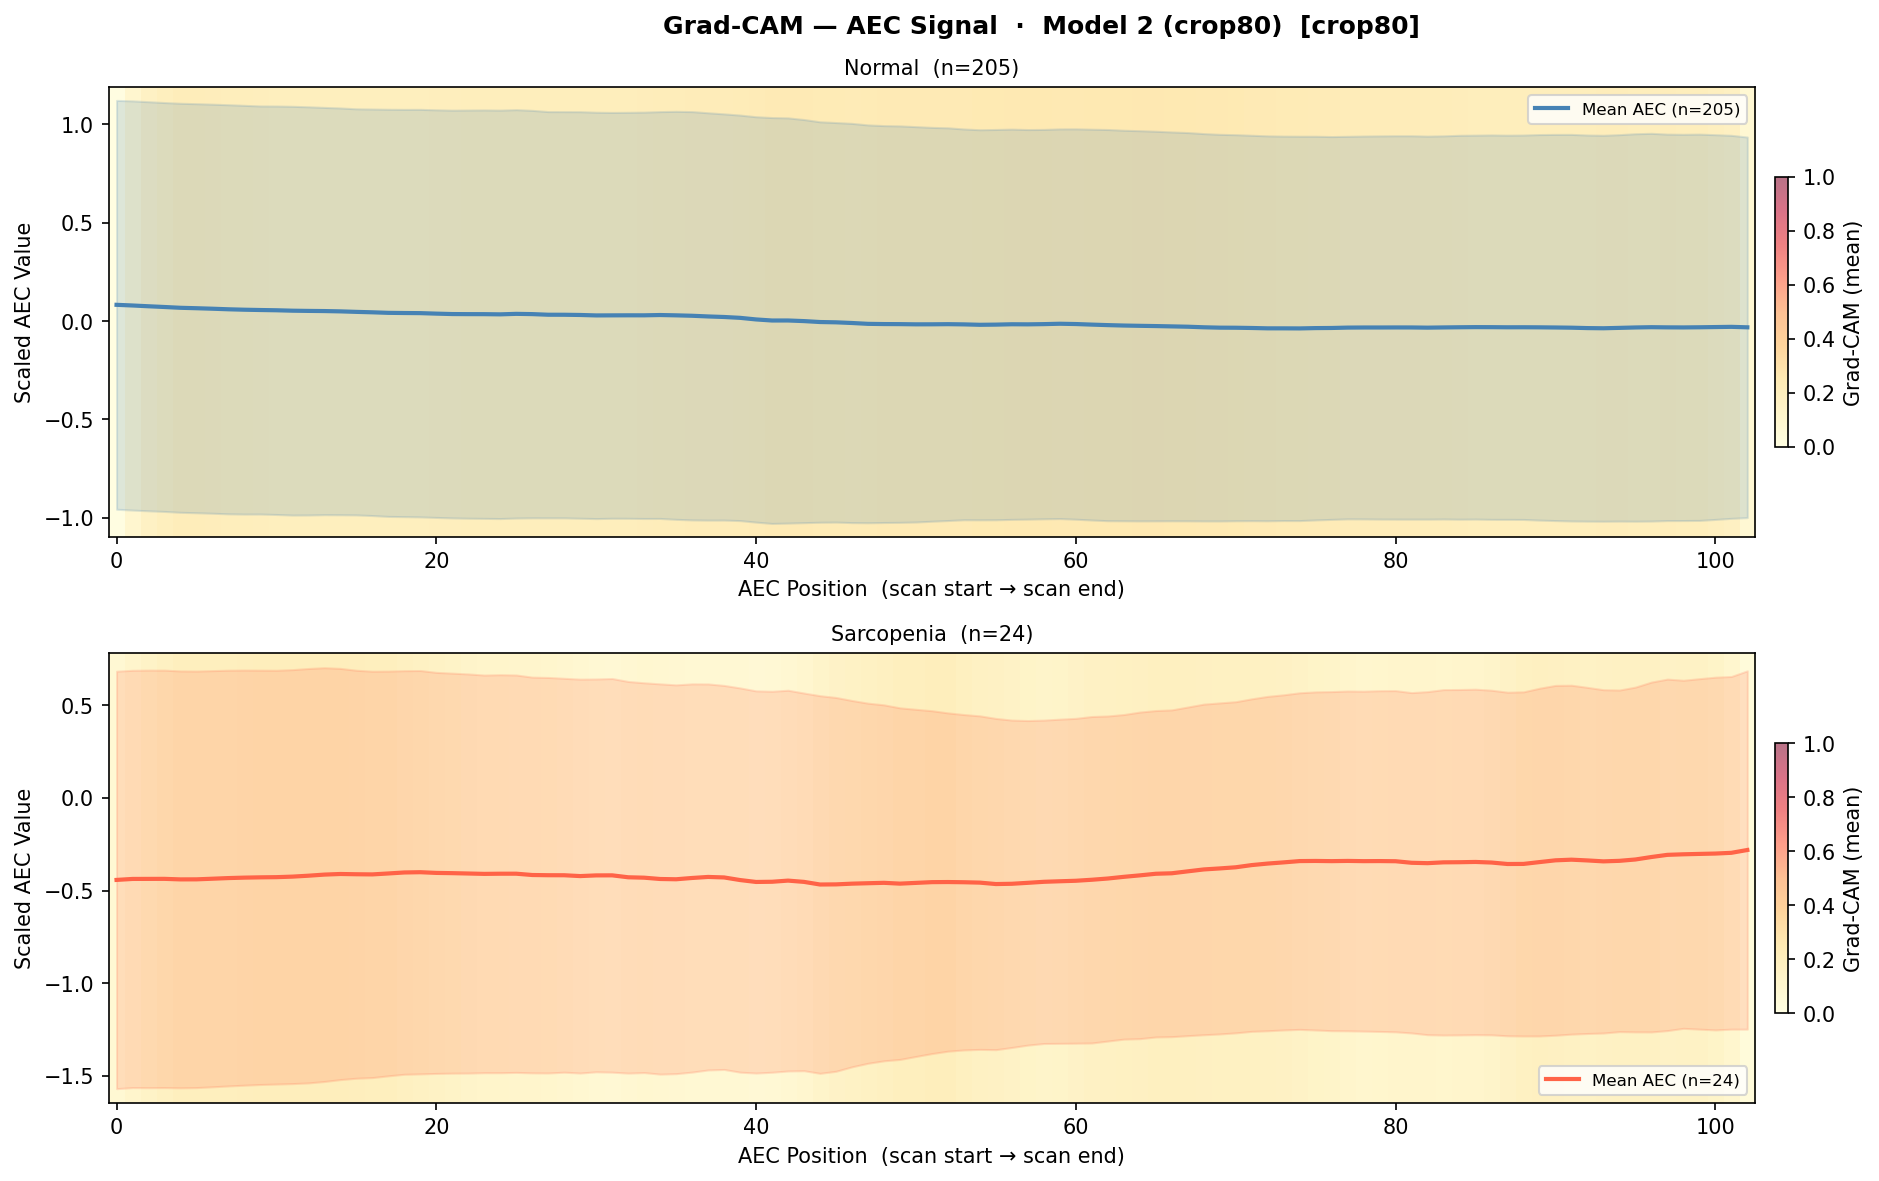 Grad-CAM — AEC Signal · Model 2 (crop80) [crop80]
Normal (n=205)
Mean AEC (n=205)
Scaled AEC Value
1.0
0.5
0.0
−0.5
−1.0
0 20 40 60 80 100
AEC Position (scan start → scan end)
1.0
0.8
0.6
0.4
0.2
0.0
Grad-CAM (mean)
Sarcopenia (n=24)
Scaled AEC Value
0.5
0.0
−0.5
−1.0
−1.5
Mean AEC (n=24)
0 20 40 60 80 100
AEC Position (scan start → scan end)
1.0
0.8
0.6
0.4
0.2
0.0
Grad-CAM (mean)